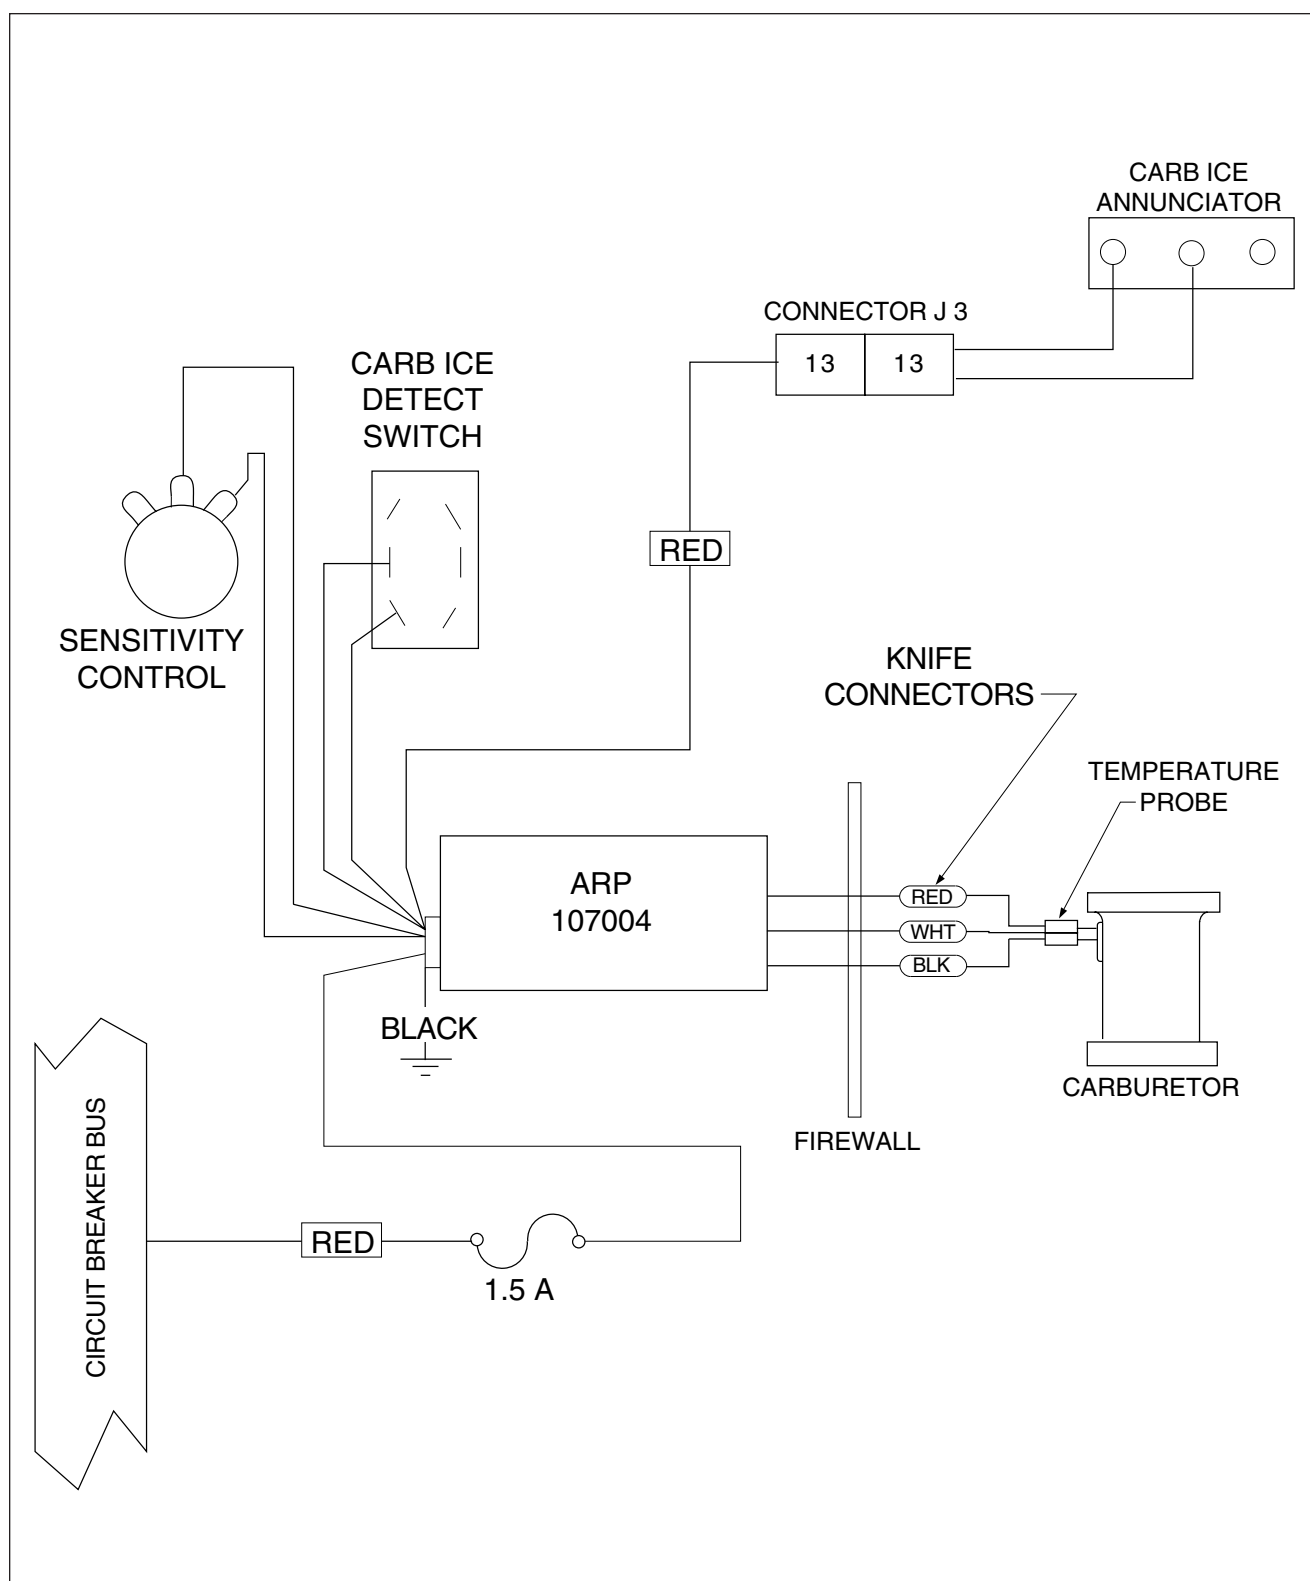 CARB ICE
ANNUNCIATOR
CONNECTOR J 3
13 13
CARB ICE
DETECT
SWITCH
RED
SENSITIVITY
CONTROL
KNIFE
CONNECTORS
TEMPERATURE
PROBE
ARP
107004
RED
WHT
BLK
BLACK
CARBURETOR
FIREWALL
CIRCUIT BREAKER BUS
RED
1.5 A